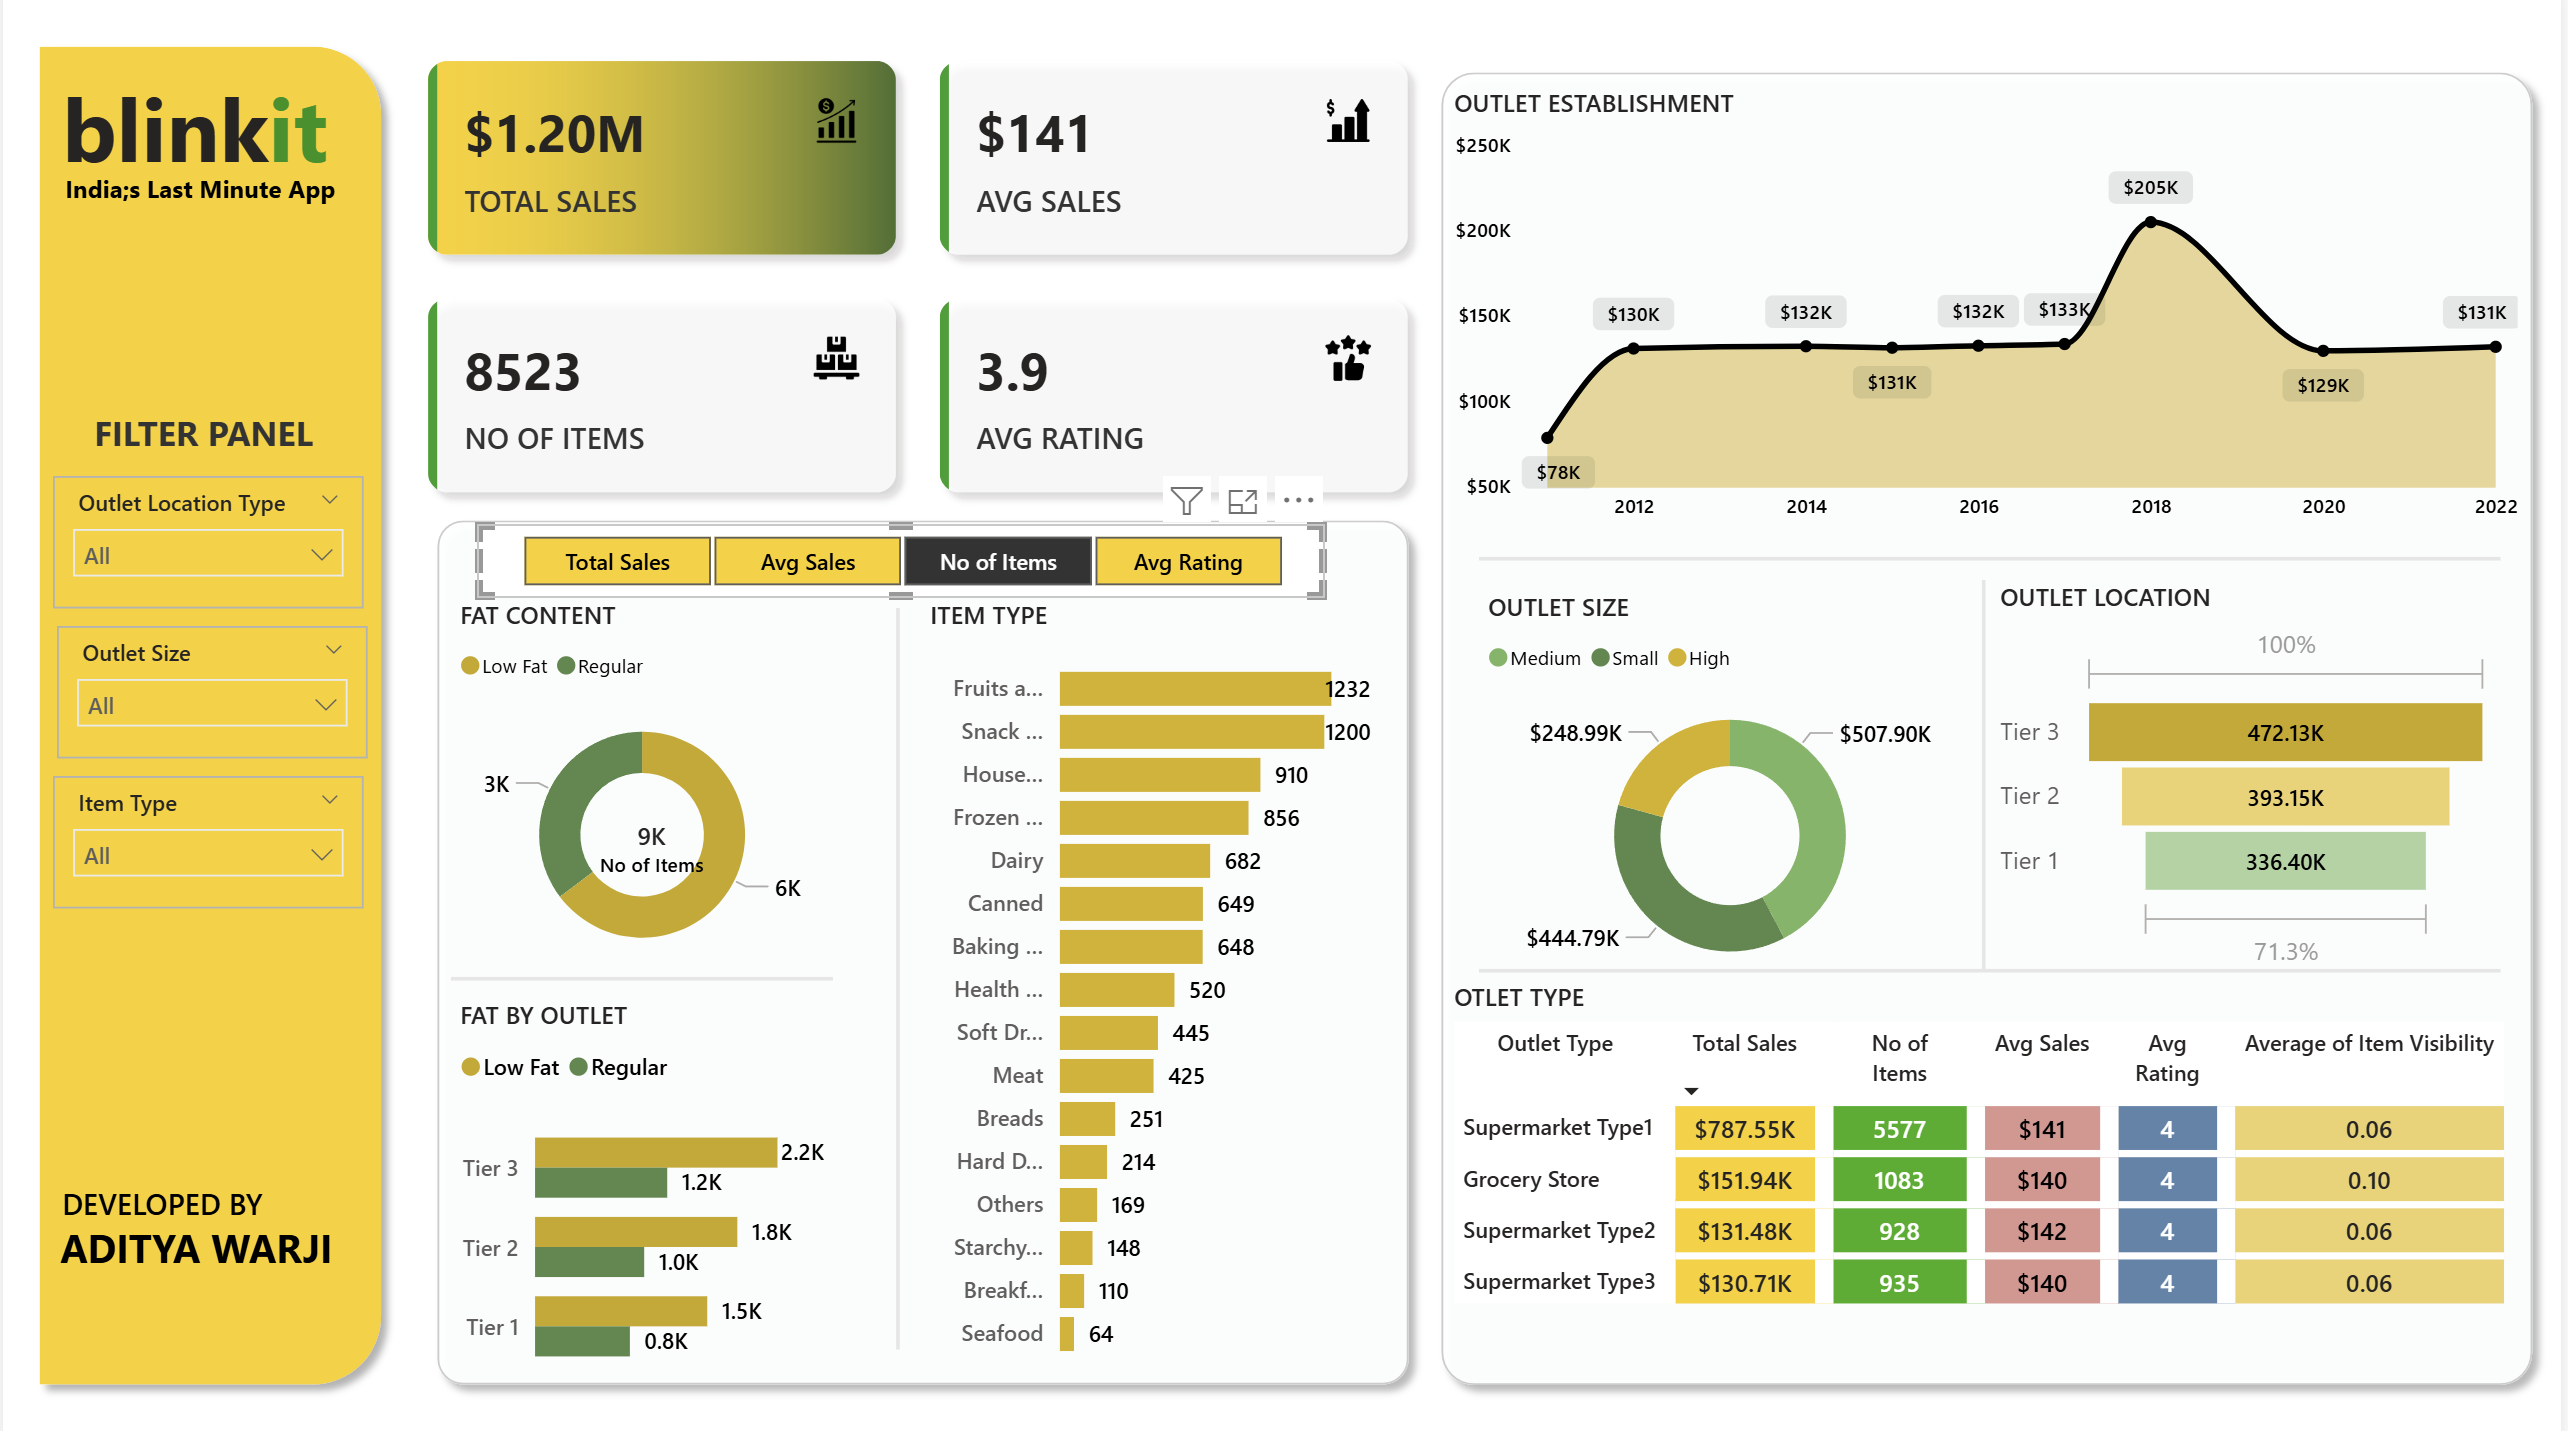 blinkit
India;s Last Minute App
FILTER PANEL
Outlet Location Type
All
Outlet Size
All
Item Type
All
DEVELOPED BY
ADITYA WARJI
$1.20M
TOTAL SALES
$141
AVG SALES
8523
NO OF ITEMS
3.9
AVG RATING
Total Sales
Avg Sales
No of Items
Avg Rating
FAT CONTENT
Low Fat Regular
3K
9K
No of Items
6K
FAT BY OUTLET
Low Fat Regular
Tier 3 2.2K
1.2K
Tier 2 1.8K
1.0K
Tier 1 1.5K
0.8K
ITEM TYPE
Fruits a... 1232
Snack ... 1200
House... 910
Frozen ... 856
Dairy 682
Canned 649
Baking ... 648
Health ... 520
Soft Dr... 445
Meat 425
Breads 251
Hard D... 214
Others 169
Starchy... 148
Breakf... 110
Seafood 64
OUTLET ESTABLISHMENT
$250K
$200K
$150K
$100K
$50K
$78K
$130K
$132K
$131K
$132K
$133K
$205K
$129K
$131K
2012 2014 2016 2018 2020 2022
OUTLET SIZE
Medium Small High
$248.99K
$507.90K
$444.79K
OUTLET LOCATION
100%
Tier 3 472.13K
Tier 2 393.15K
Tier 1 336.40K
71.3%
OTLET TYPE
Outlet Type Total Sales No of Items Avg Sales Avg Rating Average of Item Visibility
Supermarket Type1 $787.55K 5577 $141 4 0.06
Grocery Store $151.94K 1083 $140 4 0.10
Supermarket Type2 $131.48K 928 $142 4 0.06
Supermarket Type3 $130.71K 935 $140 4 0.06